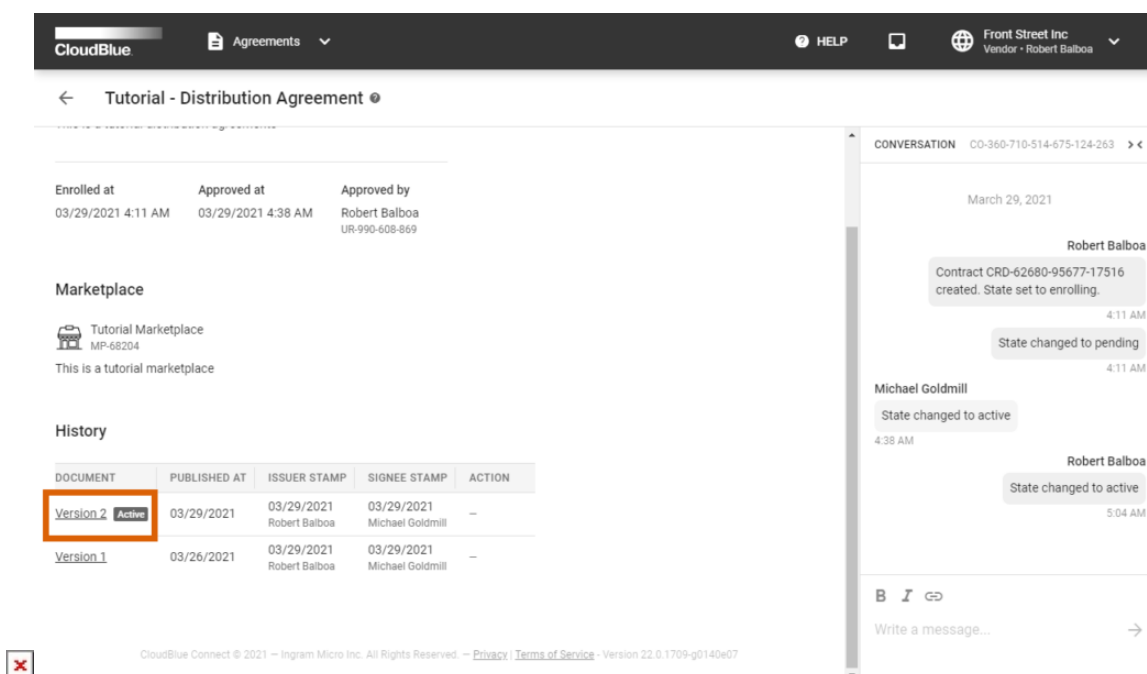 CloudBlue.
Agreements
HELP
Front Street Inc
Vendor • Robert Balboa
Tutorial - Distribution Agreement
This is a tutorial distribution agreements
Enrolled at Approved at Approved by
03/29/2021 4:11 AM 03/29/2021 4:38 AM Robert Balboa
UR-990-608-869
Marketplace
Tutorial Marketplace
MP-68204
This is a tutorial marketplace
History
DOCUMENT PUBLISHED AT ISSUER STAMP SIGNEE STAMP ACTION
Version 2 Active 03/29/2021 03/29/2021 03/29/2021 –
Robert Balboa Michael Goldmill
Version 1 03/26/2021 03/29/2021 03/29/2021 –
Robert Balboa Michael Goldmill
CloudBlue Connect © 2021 — Ingram Micro Inc. All Rights Reserved. — Privacy | Terms of Service - Version 22.0.1709-g0140e07
CONVERSATION CO-360-710-514-675-124-263
March 29, 2021
Robert Balboa
Contract CRD-62680-95677-17516
created. State set to enrolling.
4:11 AM
State changed to pending
4:11 AM
Michael Goldmill
State changed to active
4:38 AM
Robert Balboa
State changed to active
5:04 AM
B I
Write a message...